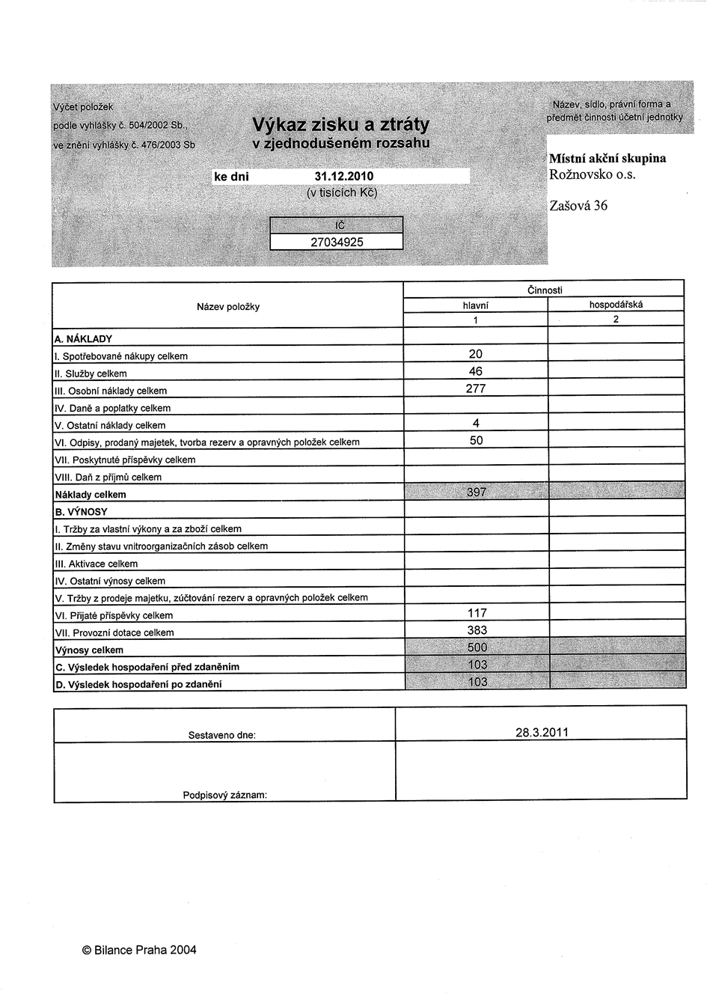 Výčet položek
podle vyhlášky č. 504/2002 Sb.,
ve znění vyhlášky č. 476/2003 Sb
Výkaz zisku a ztráty
v zjednodušeném rozsahu
ke dni 31.12.2010
(v tisících Kč)
IČ
27034925
Název, sídlo, právní forma a
předmět činnosti účetní jednotky
Místní akční skupina
Rožnovsko o.s.
Zašová 36
Název položky
Činnosti
hlavní hospodářská
1 2
A. NÁKLADY
I. Spotřebované nákupy celkem 20
II. Služby celkem 46
III. Osobní náklady celkem 277
IV. Daně a poplatky celkem
V. Ostatní náklady celkem 4
VI. Odpisy, prodaný majetek, tvorba rezerv a opravných položek celkem 50
VII. Poskytnuté příspěvky celkem
VIII. Daň z příjmů celkem
Náklady celkem 397
B. VÝNOSY
I. Tržby za vlastní výkony a za zboží celkem
II. Změny stavu vnitroorganizačních zásob celkem
III. Aktivace celkem
IV. Ostatní výnosy celkem
V. Tržby z prodeje majetku, zúčtování rezerv a opravných položek celkem
VI. Přijaté příspěvky celkem 117
VII. Provozní dotace celkem 383
Výnosy celkem 500
C. Výsledek hospodaření před zdaněním 103
D. Výsledek hospodaření po zdanění 103
Sestaveno dne: 28.3.2011
Podpisový záznam:
© Bilance Praha 2004